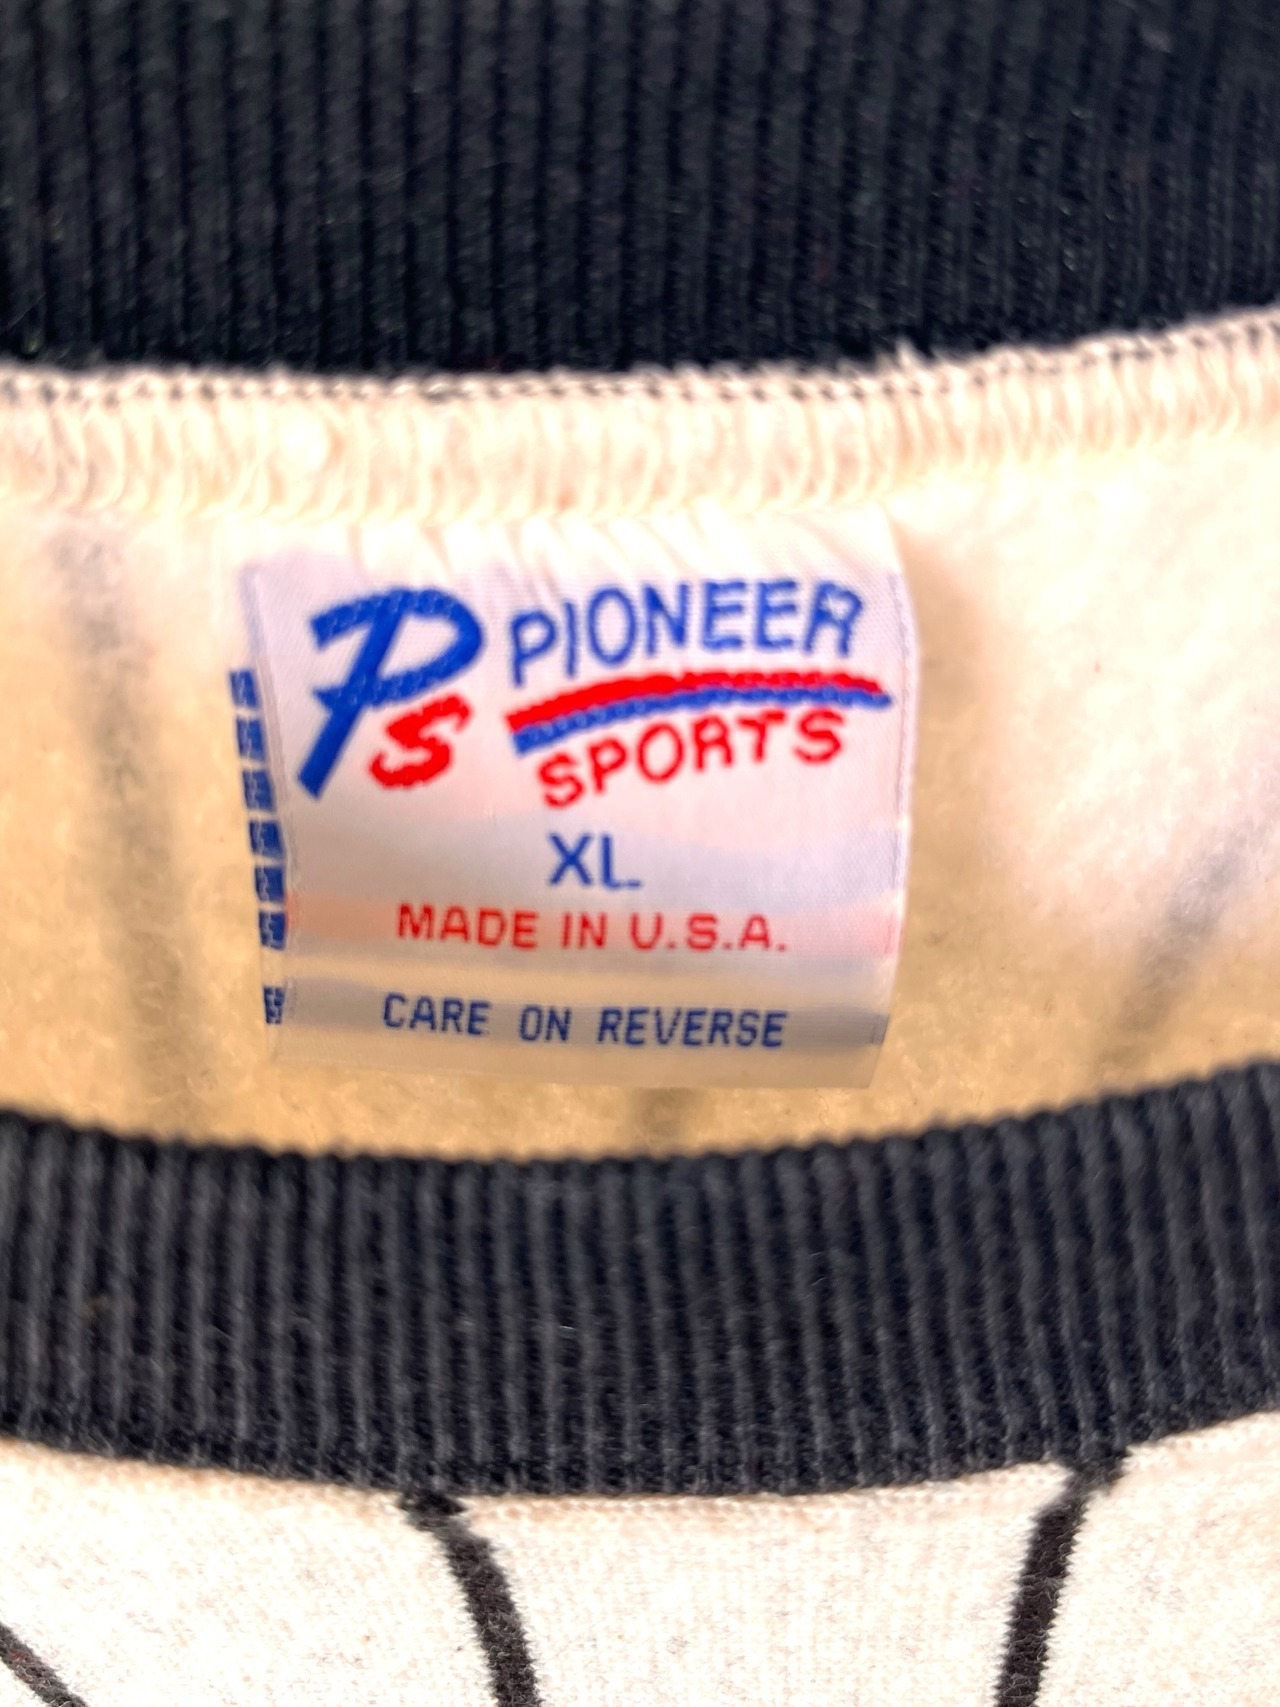 PS PIONEER
SPORTS
XL
MADE IN U.S.A.
CARE ON REVERSE